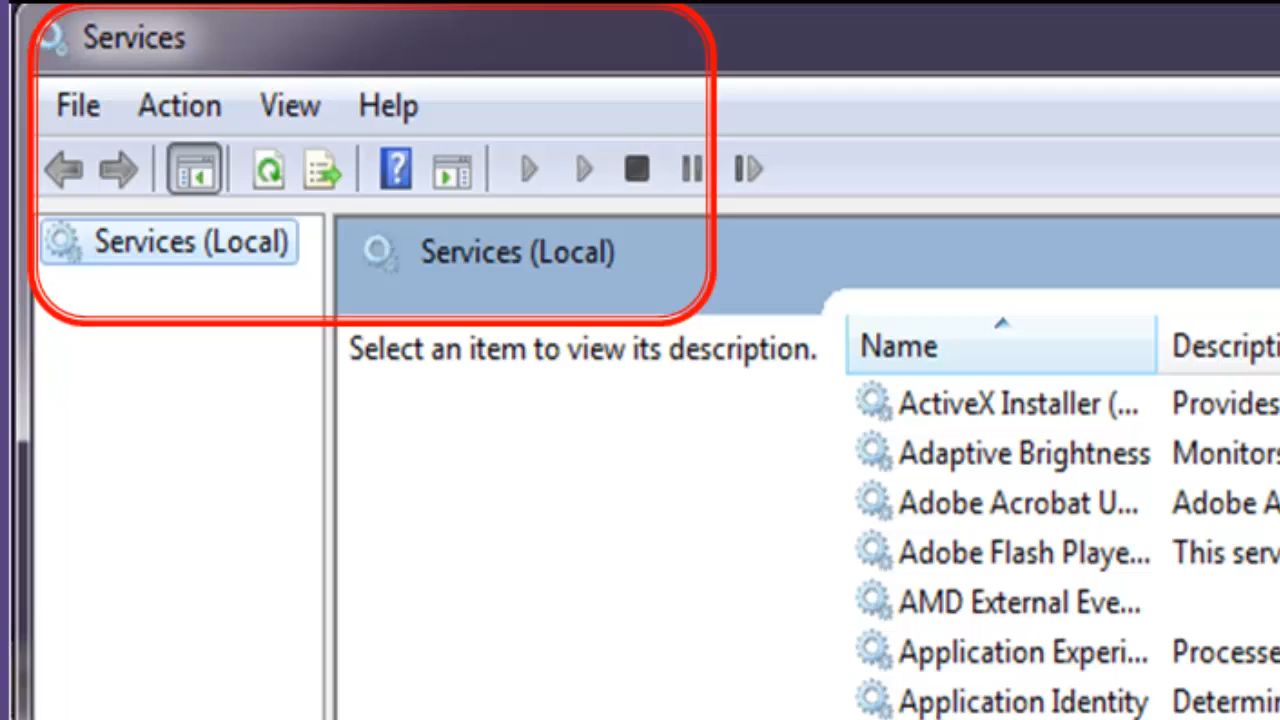 Services
File Action View Help
Services (Local)
Services (Local)
Select an item to view its description.
Name Descripti
ActiveX Installer (... Provides
Adaptive Brightness Monitors
Adobe Acrobat U... Adobe A
Adobe Flash Playe... This serv
AMD External Eve...
Application Experi... Processe
Application Identity Determin